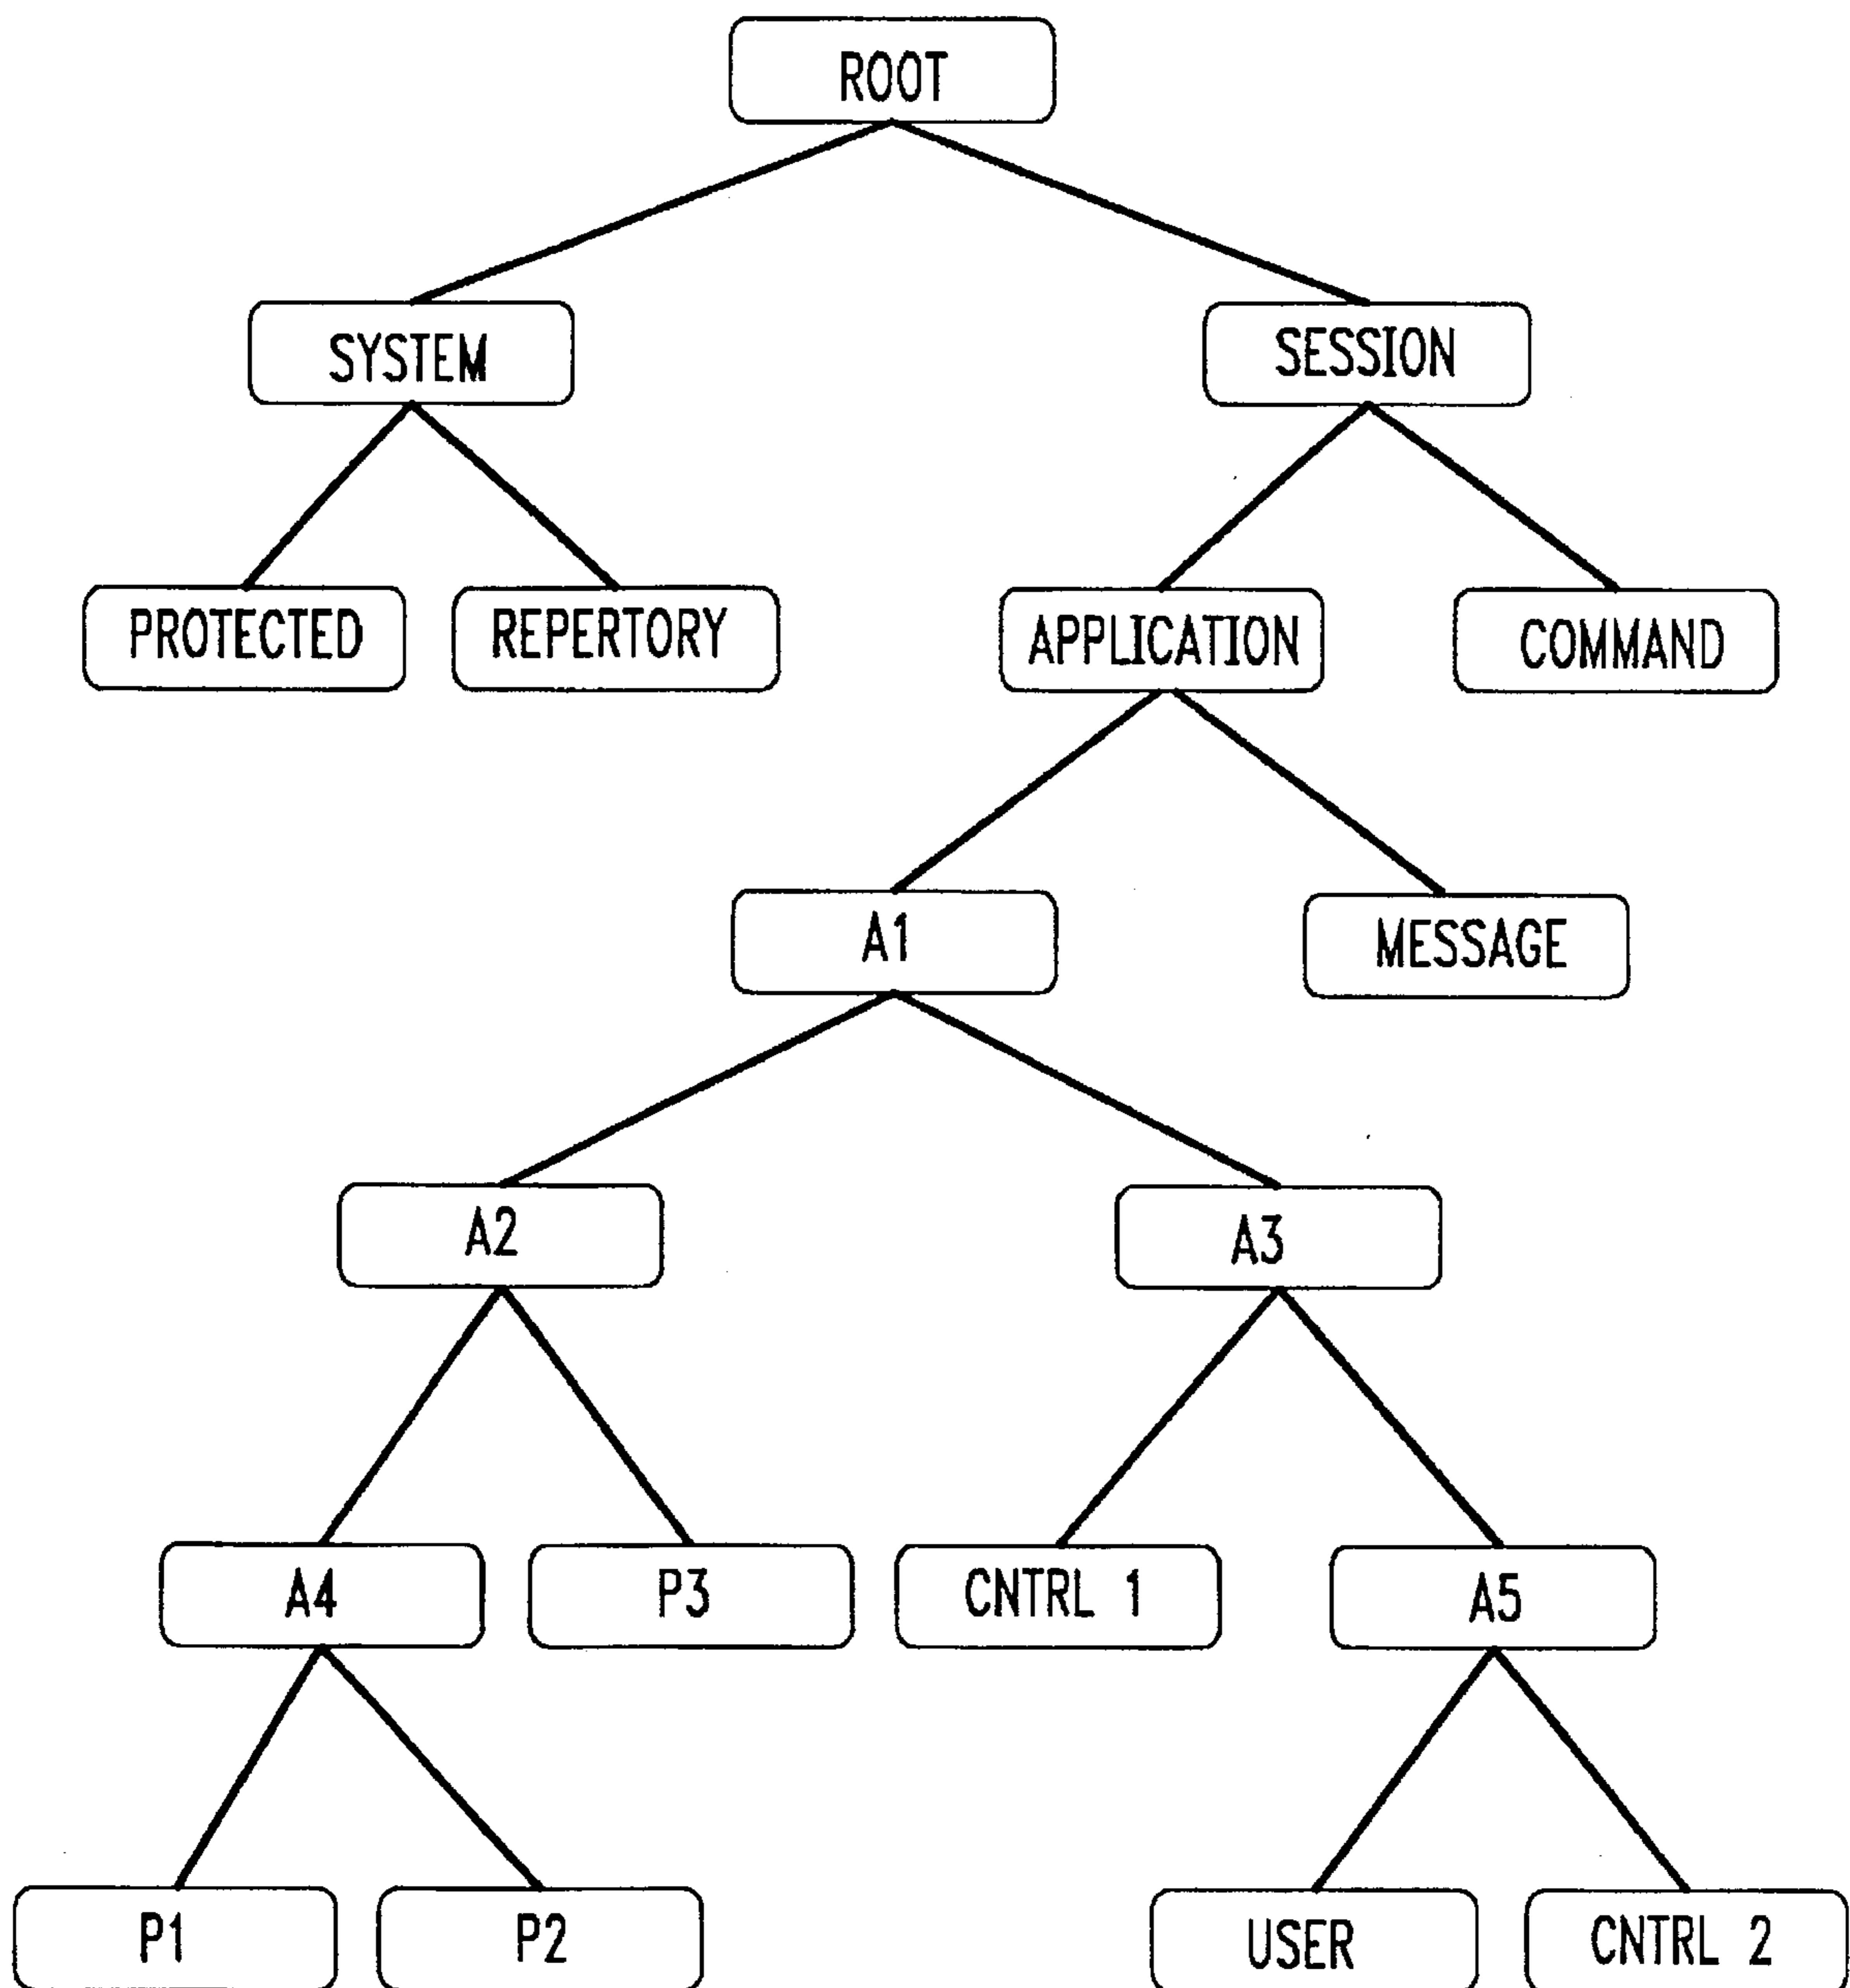 ROOT
SYSTEM
SESSION
PROTECTED
REPERTORY
APPLICATION
COMMAND
A1
MESSAGE
A2
A3
A4
P3
CNTRL 1
A5
P1
P2
USER
CNTRL 2